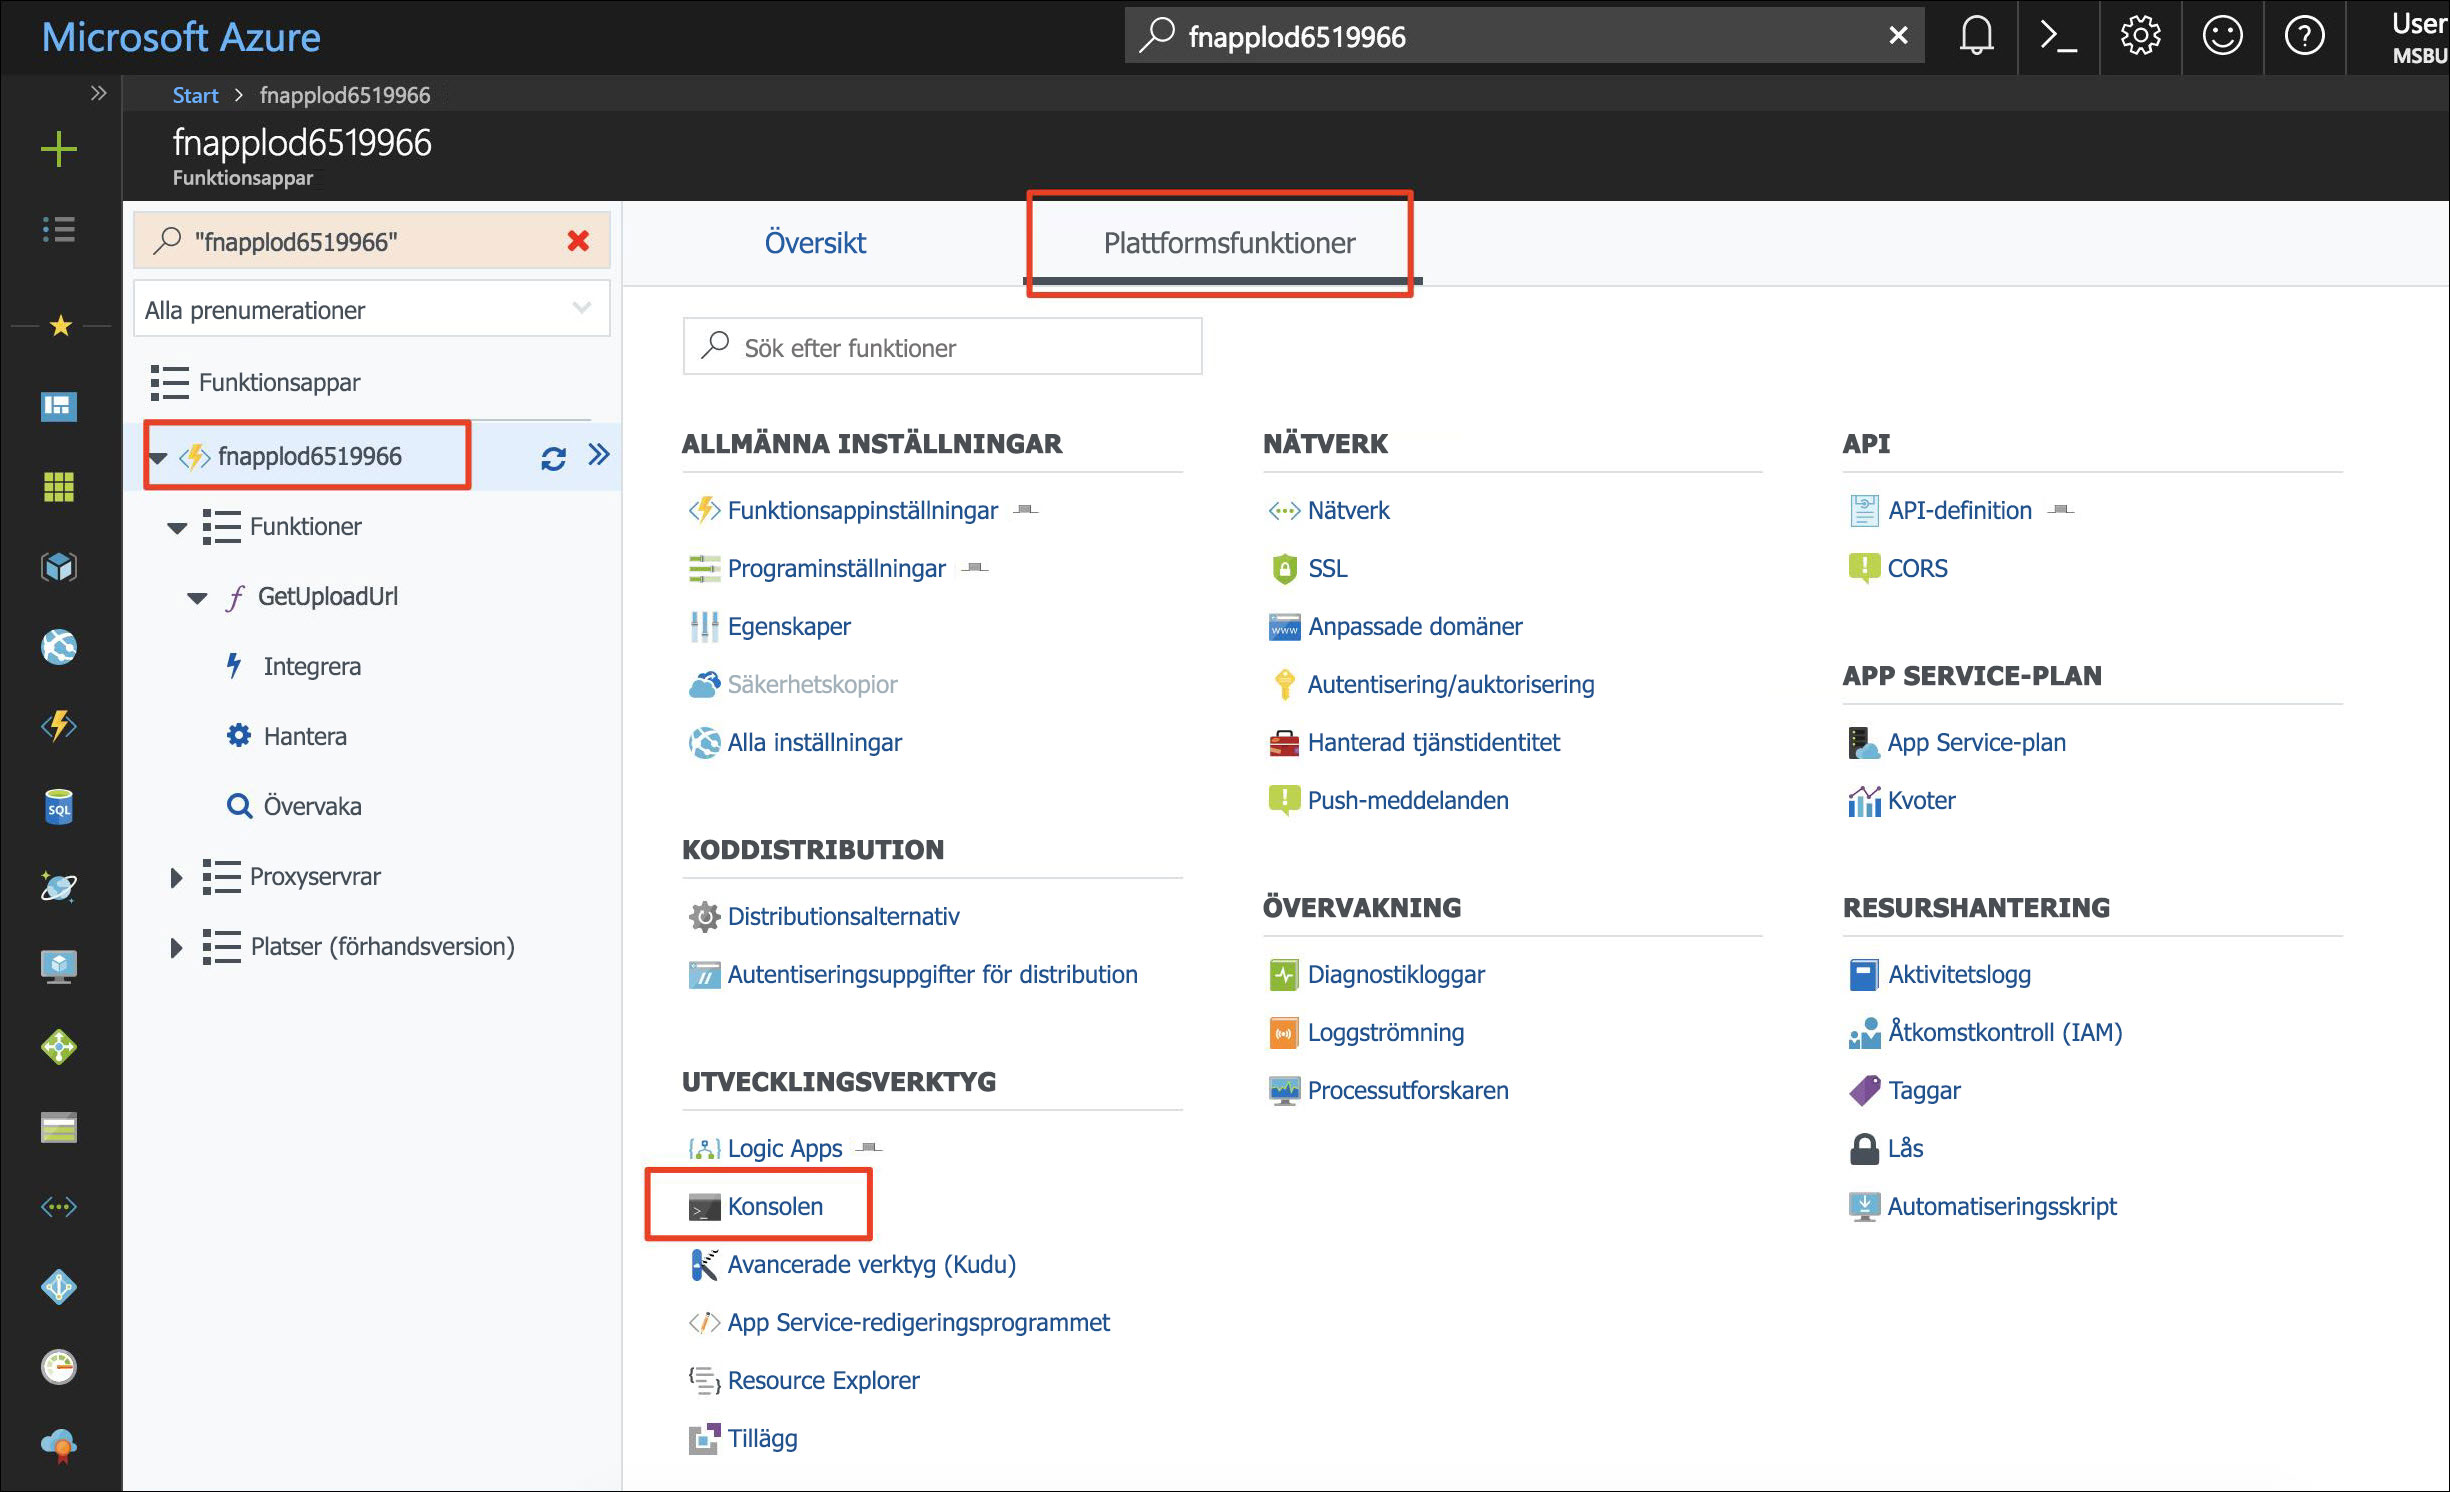 Microsoft Azure
fnapplod6519966
User
MSBU
Start > fnapplod6519966
fnapplod6519966
Funktionsappar
"fnapplod6519966"
Alla prenumerationer
Funktionsappar
fnapplod6519966
Funktioner
GetUploadUrl
Integrera
Hantera
Övervaka
Proxyservrar
Platser (förhandsversion)
Översikt
Plattformsfunktioner
Sök efter funktioner
ALLMÄNNA INSTÄLLNINGAR
Funktionsappinställningar
Programinställningar
Egenskaper
Säkerhetskopior
Alla inställningar
KODDISTRIBUTION
Distributionsalternativ
Autentiseringsuppgifter för distribution
UTVECKLINGSVERKTYG
Logic Apps
Konsolen
Avancerade verktyg (Kudu)
App Service-redigeringsprogrammet
Resource Explorer
Tillägg
NÄTVERK
Nätverk
SSL
Anpassade domäner
Autentisering/auktorisering
Hanterad tjänstidentitet
Push-meddelanden
ÖVERVAKNING
Diagnostikloggar
Loggströmning
Processutforskaren
API
API-definition
CORS
APP SERVICE-PLAN
App Service-plan
Kvoter
RESURSHANTERING
Aktivitetslogg
Åtkomstkontroll (IAM)
Taggar
Lås
Automatiseringsskript
SQL
www